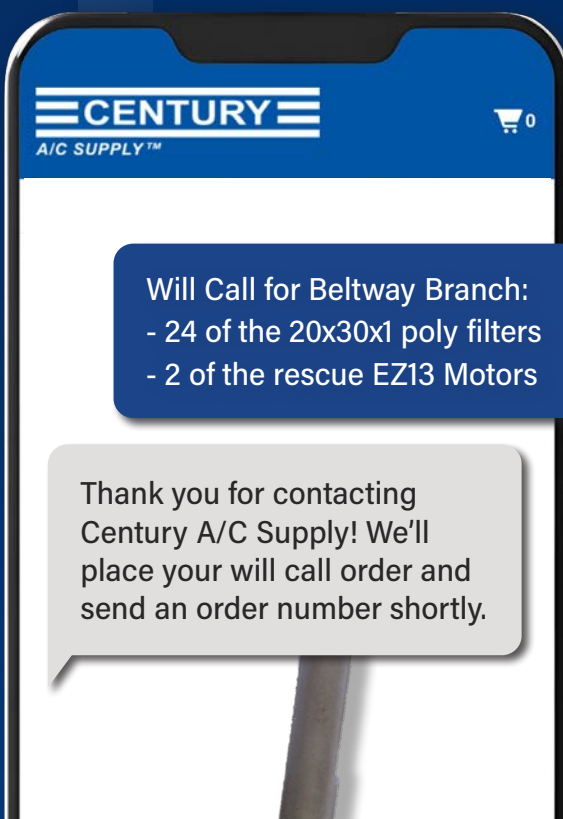 CENTURY
A/C SUPPLY™
0
Will Call for Beltway Branch:
- 24 of the 20x30x1 poly filters
- 2 of the rescue EZ13 Motors
Thank you for contacting
Century A/C Supply! We’ll
place your will call order and
send an order number shortly.